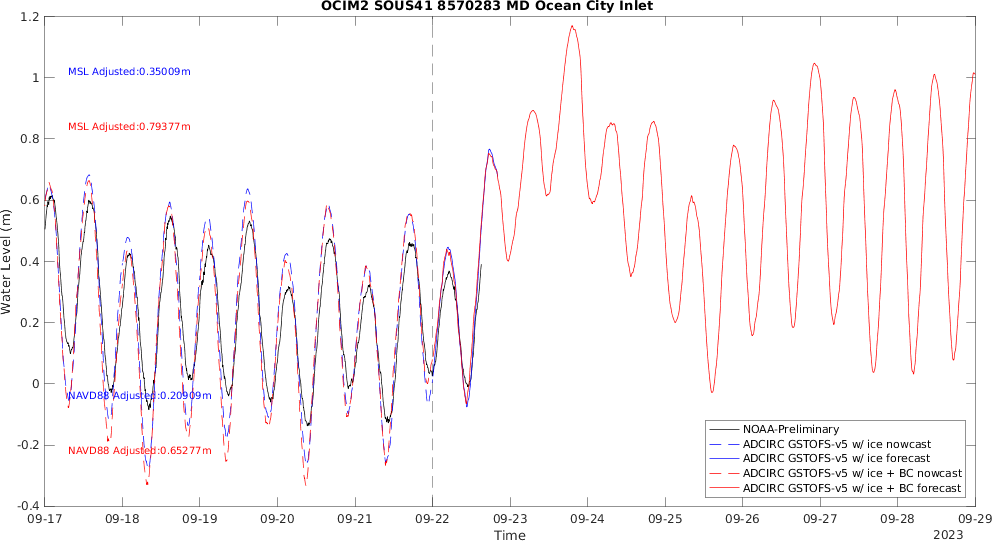 OCIM2 SOUS41 8570283 MD Ocean City Inlet
1.2
1
0.8
0.6
0.4
0.2
0
-0.2
-0.4
Water Level (m)
MSL Adjusted:0.35009m
MSL Adjusted:0.79377m
NAVD88 Adjusted:0.20909m
NAVD88 Adjusted:0.65277m
NOAA-Preliminary
ADCIRC GSTOFS-v5 w/ ice nowcast
ADCIRC GSTOFS-v5 w/ ice forecast
ADCIRC GSTOFS-v5 w/ ice + BC nowcast
ADCIRC GSTOFS-v5 w/ ice + BC forecast
09-17 09-18 09-19 09-20 09-21 09-22 09-23 09-24 09-25 09-26 09-27 09-28 09-29
Time
2023